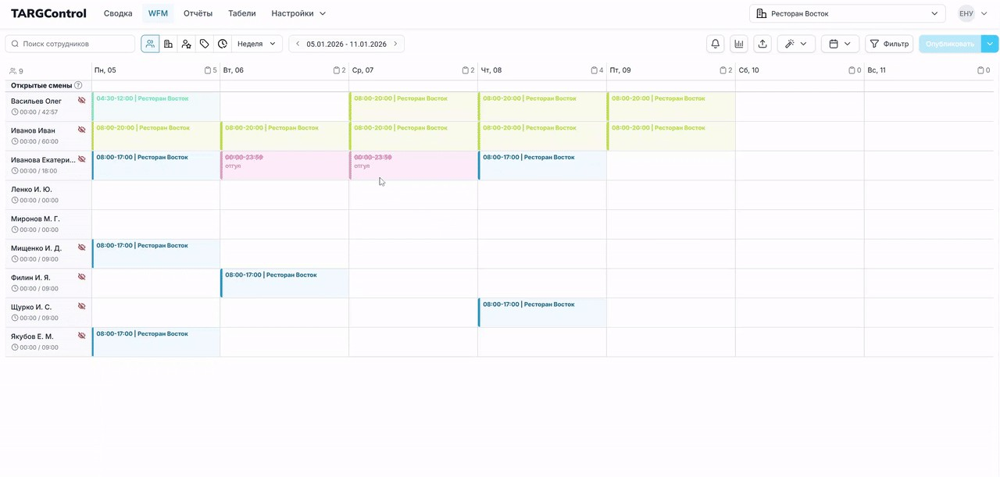 TARGControl Сводка WFM Отчёты Табели Настройки Ресторан Восток ЕНУ
Поиск сотрудников Неделя 05.01.2026 - 11.01.2026 Фильтр Опубликовать
9 Пн, 05 5 Вт, 06 2 Ср, 07 2 Чт, 08 4 Пт, 09 2 Сб, 10 0 Вс, 11 0
Открытые смены ?
Васильев Олег 04:30-12:00 | Ресторан Восток 08:00-20:00 | Ресторан Восток 08:00-20:00 | Ресторан Восток 08:00-20:00 | Ресторан Восток
00:00 / 42:57
Иванов Иван 08:00-20:00 | Ресторан Восток 08:00-20:00 | Ресторан Восток 08:00-20:00 | Ресторан Восток 08:00-20:00 | Ресторан Восток 08:00-20:00 | Ресторан Восток
00:00 / 60:00
Иванова Екатери... 08:00-17:00 | Ресторан Восток 00:00-23:59 00:00-23:59 08:00-17:00 | Ресторан Восток
00:00 / 18:00 отгул отгул
Ленко И. Ю.
00:00 / 00:00
Миронов М. Г.
00:00 / 00:00
Мищенко И. Д. 08:00-17:00 | Ресторан Восток
00:00 / 09:00
Филин И. Я. 08:00-17:00 | Ресторан Восток
00:00 / 09:00
Щурко И. С. 08:00-17:00 | Ресторан Восток
00:00 / 09:00
Якубов Е. М. 08:00-17:00 | Ресторан Восток
00:00 / 09:00